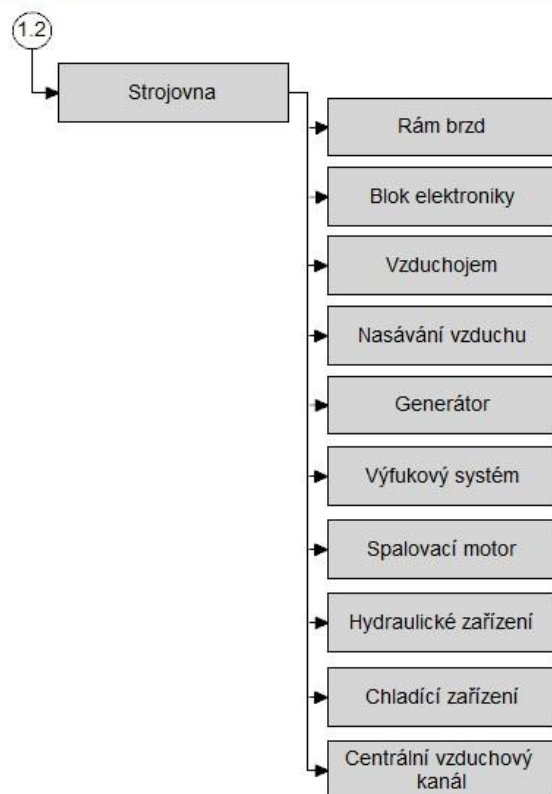 1.2
Strojovna
Rám brzd
Blok elektroniky
Vzduchojem
Nasávání vzduchu
Generátor
Výfukový systém
Spalovací motor
Hydraulické zařízení
Chladící zařízení
Centrální vzduchový
kanál